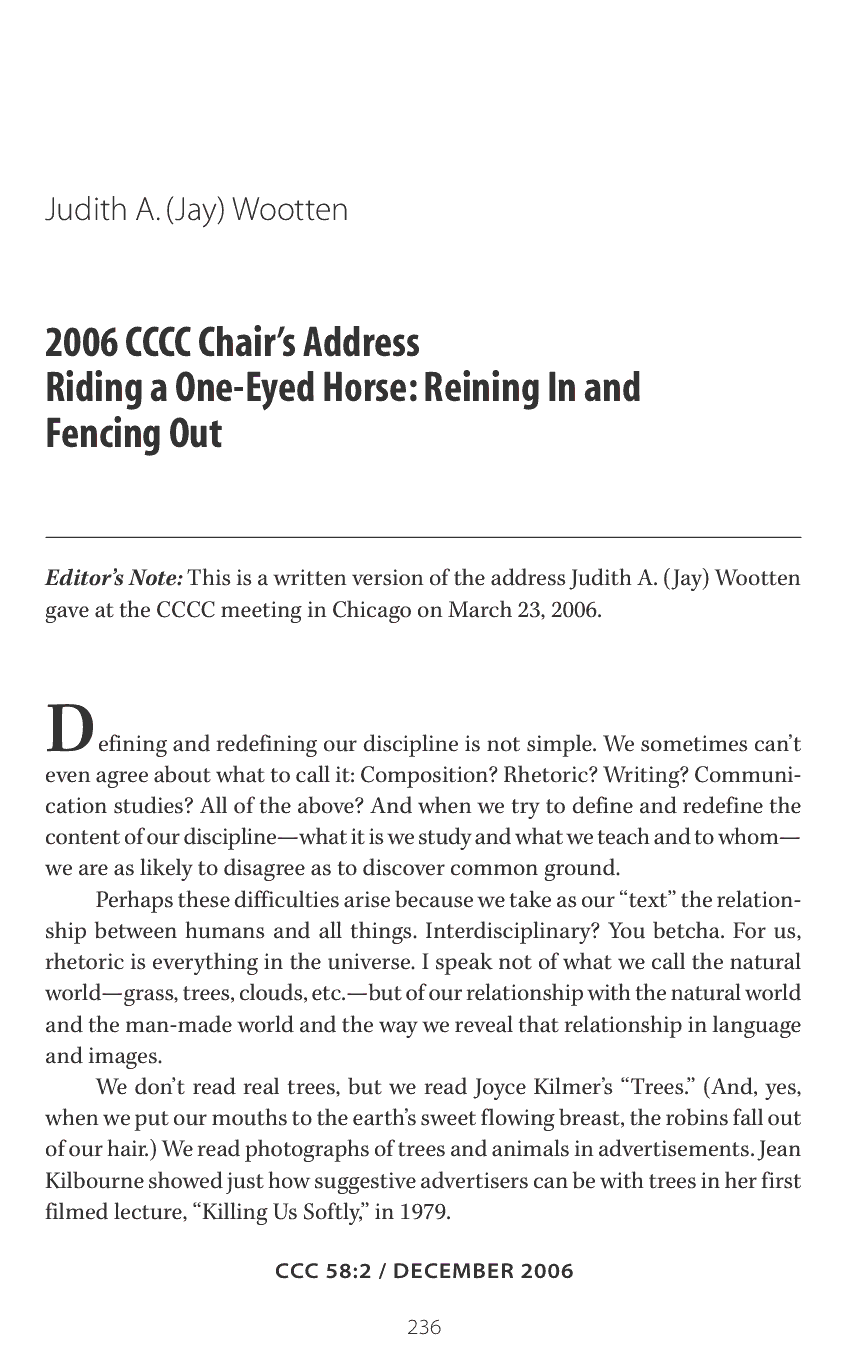 Judith A. (Jay) Wootten
2006 CCCC Chair’s Address
Riding a One-Eyed Horse: Reining In and
Fencing Out
Editor’s Note: This is a written version of the address Judith A. (Jay) Wootten
gave at the CCCC meeting in Chicago on March 23, 2006.
Defining and redefining our discipline is not simple. We sometimes can’t
even agree about what to call it: Composition? Rhetoric? Writing? Communi-
cation studies? All of the above? And when we try to define and redefine the
content of our discipline—what it is we study and what we teach and to whom—
we are as likely to disagree as to discover common ground.
Perhaps these difficulties arise because we take as our “text” the relation-
ship between humans and all things. Interdisciplinary? You betcha. For us,
rhetoric is everything in the universe. I speak not of what we call the natural
world—grass, trees, clouds, etc.—but of our relationship with the natural world
and the man-made world and the way we reveal that relationship in language
and images.
We don’t read real trees, but we read Joyce Kilmer’s “Trees.” (And, yes,
when we put our mouths to the earth’s sweet flowing breast, the robins fall out
of our hair.) We read photographs of trees and animals in advertisements. Jean
Kilbourne showed just how suggestive advertisers can be with trees in her first
filmed lecture, “Killing Us Softly,” in 1979.
CCC 58:2 / DECEMBER 2006
236